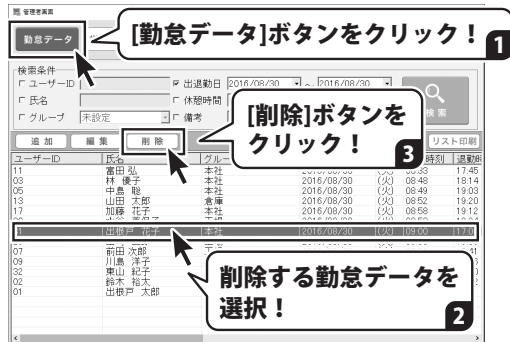 管理者画面
勤怠データ
[勤怠データ]ボタンをクリック！
1
検索条件
ユーザーID
出退勤日 2016/08/30 ～ 2016/08/30
氏名
休憩時間
グループ 未設定
備考
検索
[削除]ボタンを
クリック！
3
追加 編集 削除
リスト印刷
ユーザーID 氏名 グルー 時刻 退勤時
11 富田 弘 本社 2016/08/30 (火) 08:33 17:45
03 林 優子 本社 2016/08/30 (火) 08:48 18:14
05 中島 聡 本社 2016/08/30 (火) 08:49 19:03
13 山田 太郎 倉庫 2016/08/30 (火) 08:52 19:20
17 加藤 花子 本社 2016/08/30 (火) 08:58 19:12
出根戸 花子 本社 2016/08/30 (火) 09:00 17:0
07 前田 次郎
09 川島 洋子
32 東山 紀子
02 鈴木 裕太
01 出根戸 太郎
削除する勤怠データを
選択！
2